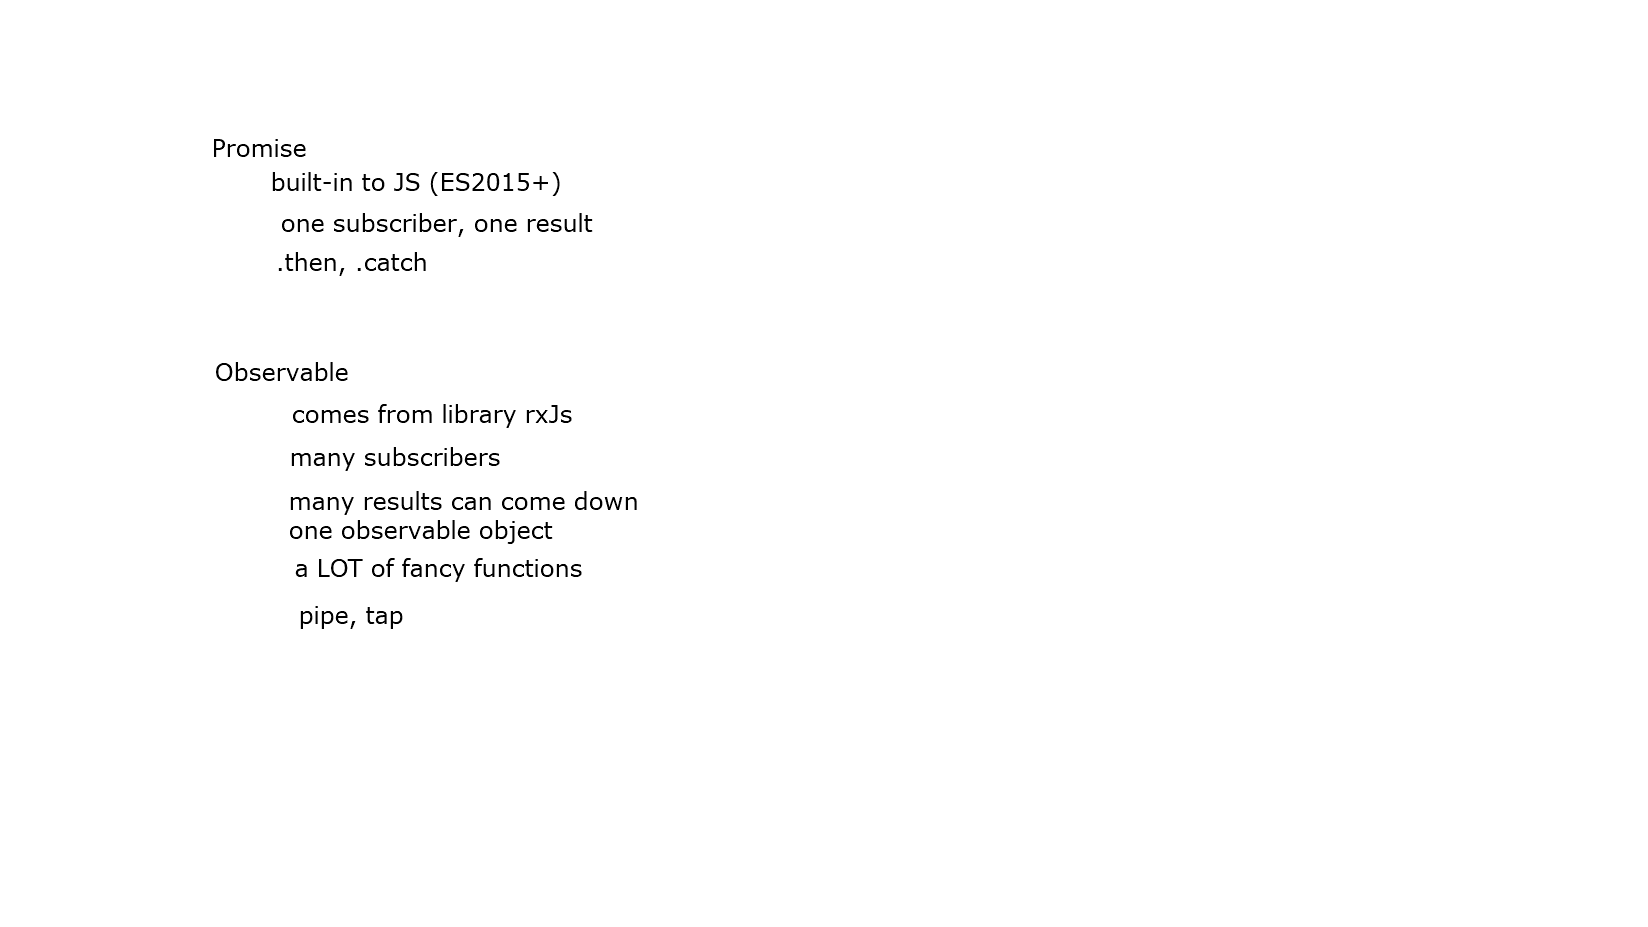 Promise
built-in to JS (ES2015+)
one subscriber, one result
.then, .catch
Observable
comes from library rxJs
many subscribers
many results can come down
one observable object
a LOT of fancy functions
pipe, tap